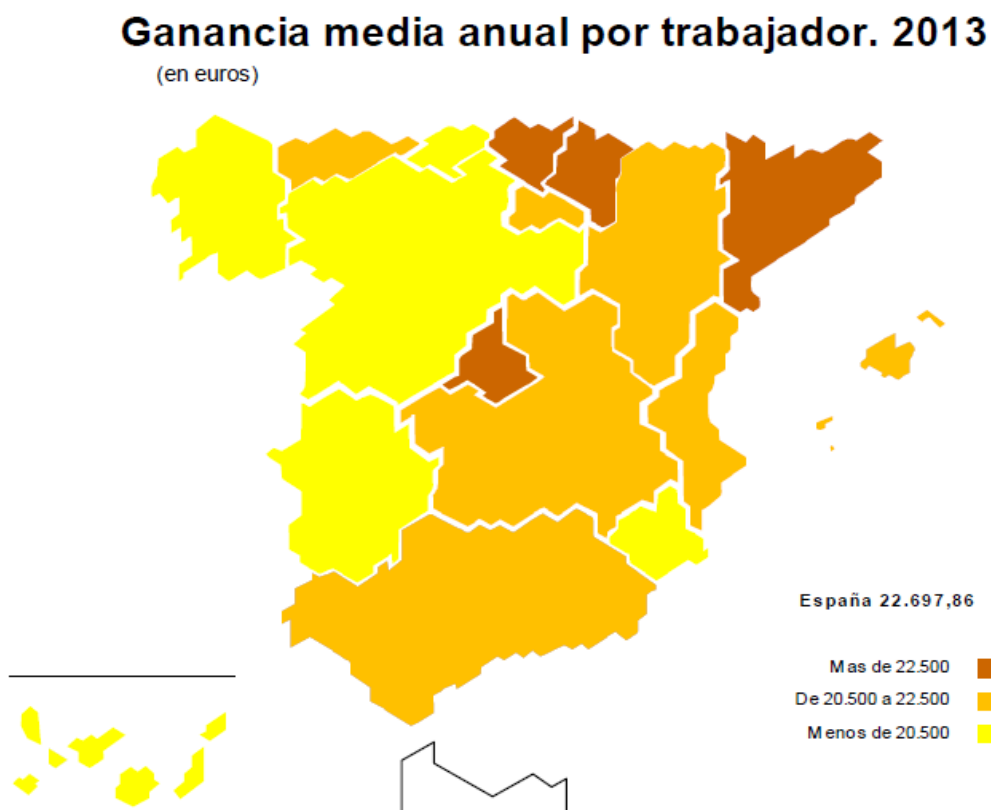 Ganancia media anual por trabajador. 2013
(en euros)
España 22.697,86
Mas de 22.500
De 20.500 a 22.500
Menos de 20.500